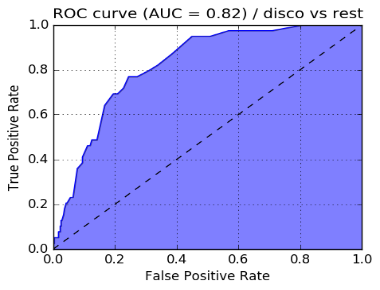 ROC curve (AUC = 0.82) / disco vs rest
1.0
0.8
0.6
0.4
0.2
0.0
True Positive Rate
0.0 0.2 0.4 0.6 0.8 1.0
False Positive Rate